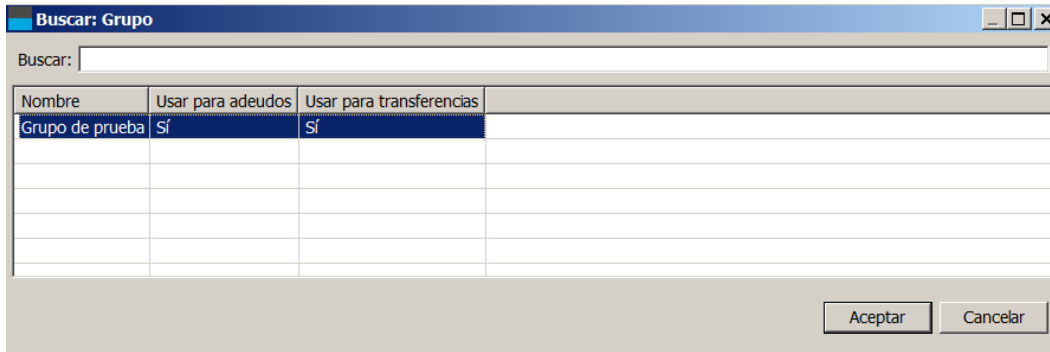 Buscar: Grupo
Buscar:
Nombre Usar para adeudos Usar para transferencias
Grupo de prueba Sí Sí
Aceptar Cancelar